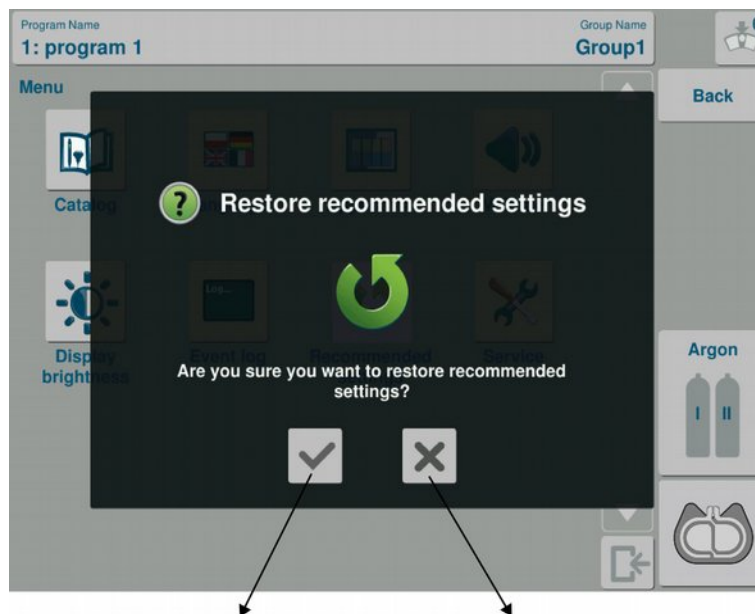 Program Name
1: program 1
Group Name
Group1
Menu
Back
Catalog
Restore recommended settings
Log...
Display
brightness
Event log
Recommended
Service
Are you sure you want to restore recommended
settings?
Argon
I II